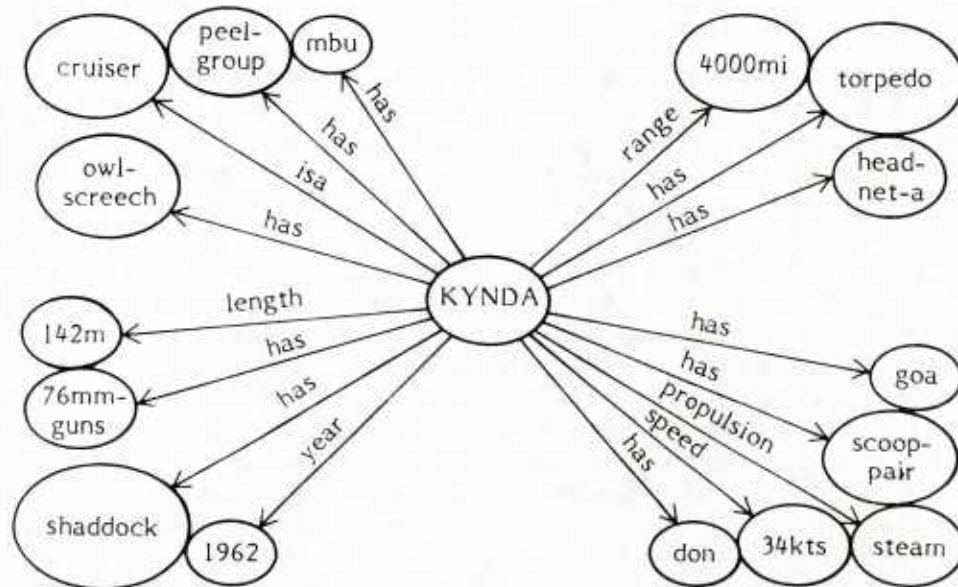 cruiser
peel-
group
mbu
4000mi
torpedo
owl-
screech
head-
net-a
has
has
isa
has
range
has
has
KYNDA
142m
length
76mm-
guns
has
has
year
shaddock
1962
has
has
propulsion
speed
has
goa
scoop-
pair
don
34kts
steam